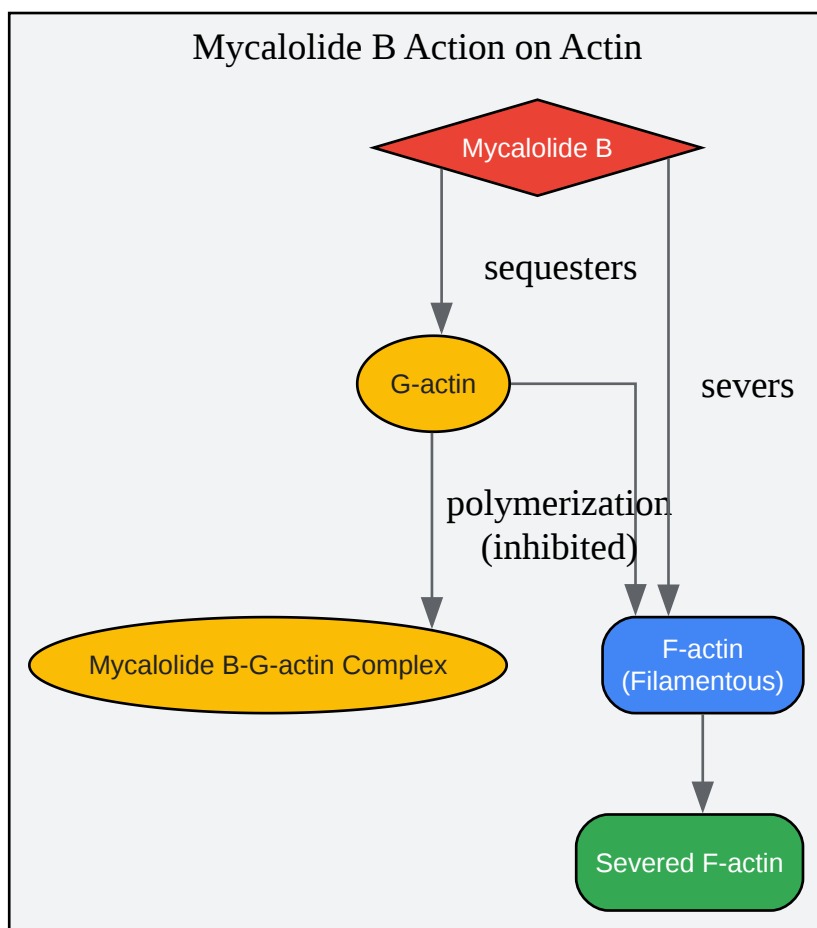 Mycalolide B Action on Actin
Mycalolide B
sequesters
G-actin
severs
polymerization
(inhibited)
Mycalolide B-G-actin Complex
F-actin
(Filamentous)
Severed F-actin